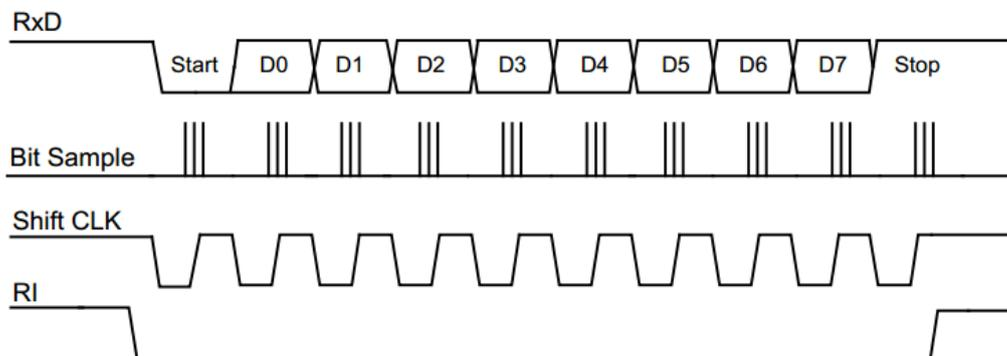 RxD
Start D0 D1 D2 D3 D4 D5 D6 D7 Stop
Bit Sample
Shift CLK
RI